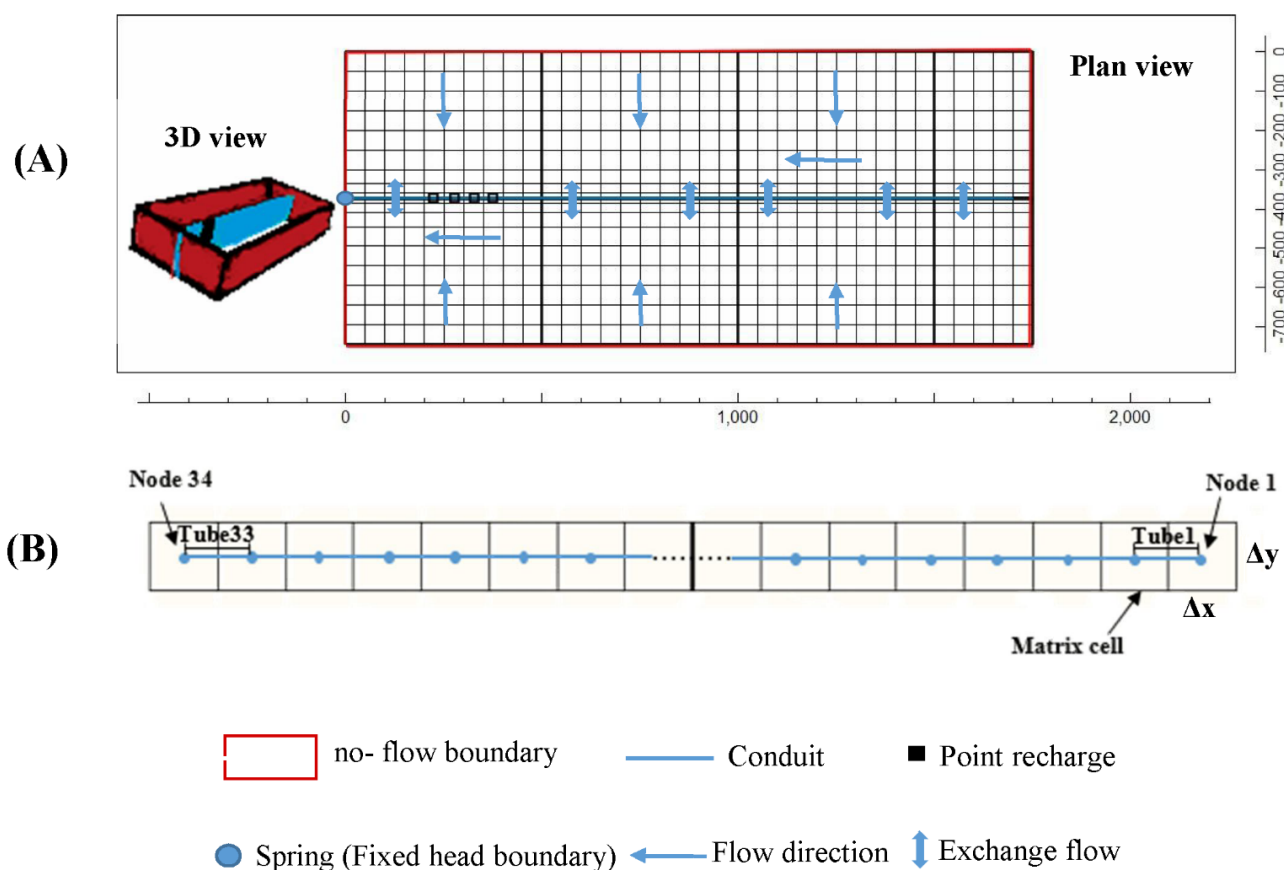 (A)
3D view
Plan view
0
-100
-200
-300
-400
-500
-600
-700
0
1,000
2,000
(B)
Node 34
Node 1
Tube33
Tube1
Δy
Δx
Matrix cell
no- flow boundary
Conduit
Point recharge
Spring (Fixed head boundary)
Flow direction
Exchange flow